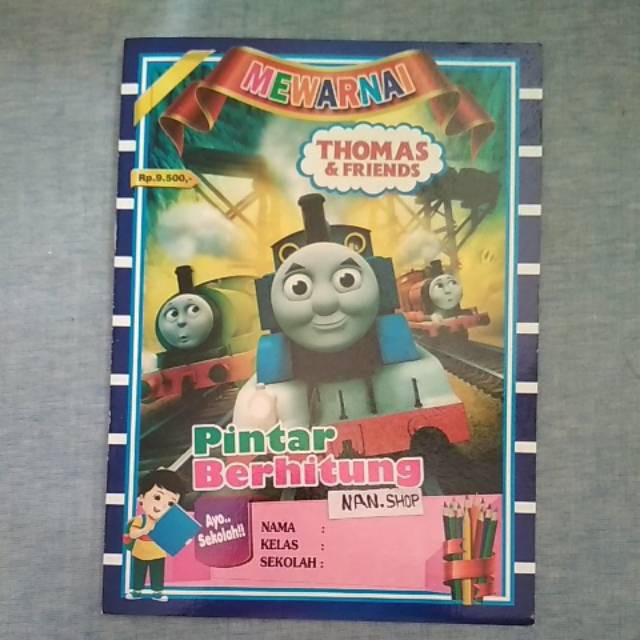 MEWARNAI
THOMAS
& FRIENDS
Rp.9.500,-
Pintar
Berhitung
NAN.SHOP
Ayo..
Sekolah!!
NAMA :
KELAS :
SEKOLAH :